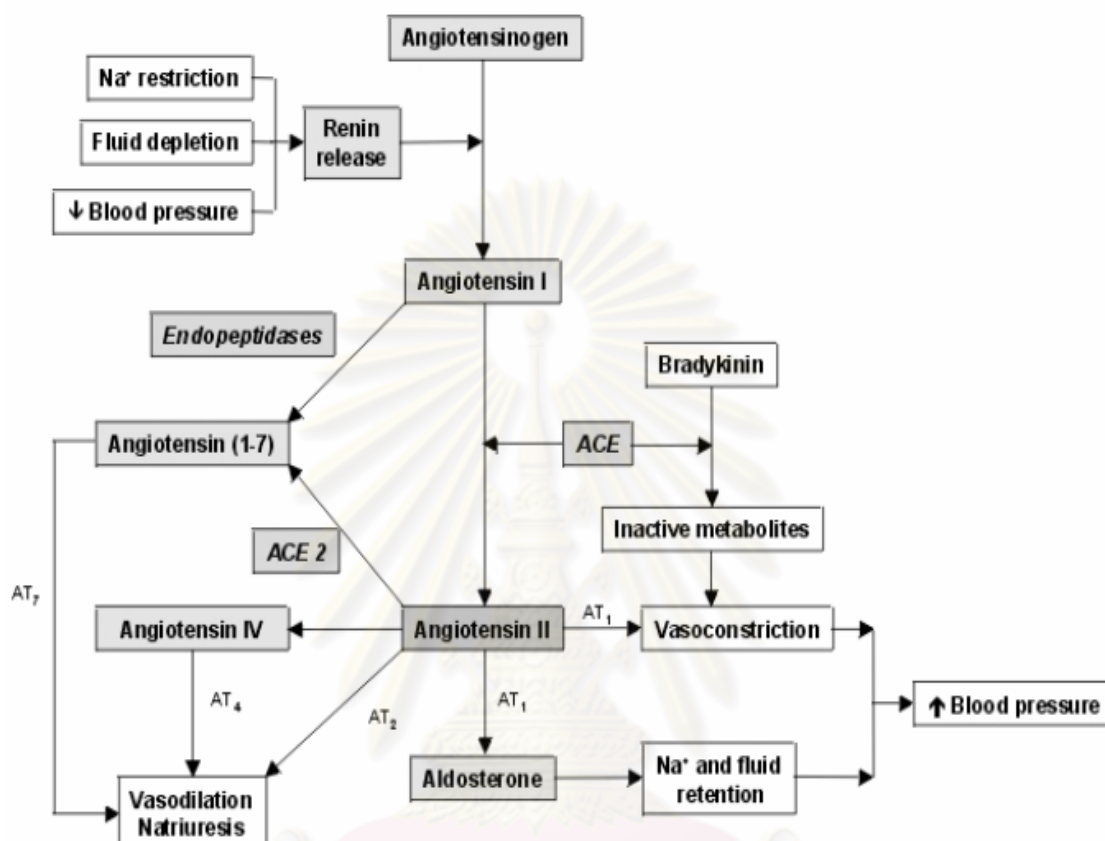 Angiotensinogen
Na⁺ restriction
Fluid depletion
↓ Blood pressure
Renin
release
Angiotensin I
Endopeptidases
Bradykinin
Angiotensin (1-7)
ACE
Inactive metabolites
ACE 2
AT₇
Angiotensin IV
Angiotensin II
AT₁
Vasoconstriction
AT₄
AT₂
AT₁
↑ Blood pressure
Aldosterone
Na⁺ and fluid
retention
Vasodilation
Natriuresis